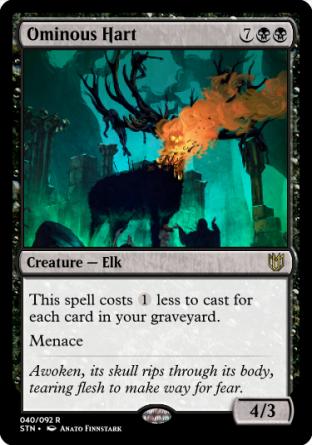 Ominous Hart 7
Creature — Elk
This spell costs 1 less to cast for
each card in your graveyard.
Menace
Awoken, its skull rips through its body,
tearing flesh to make way for fear.
4/3
040/092 R
STN • Anato Finnstark